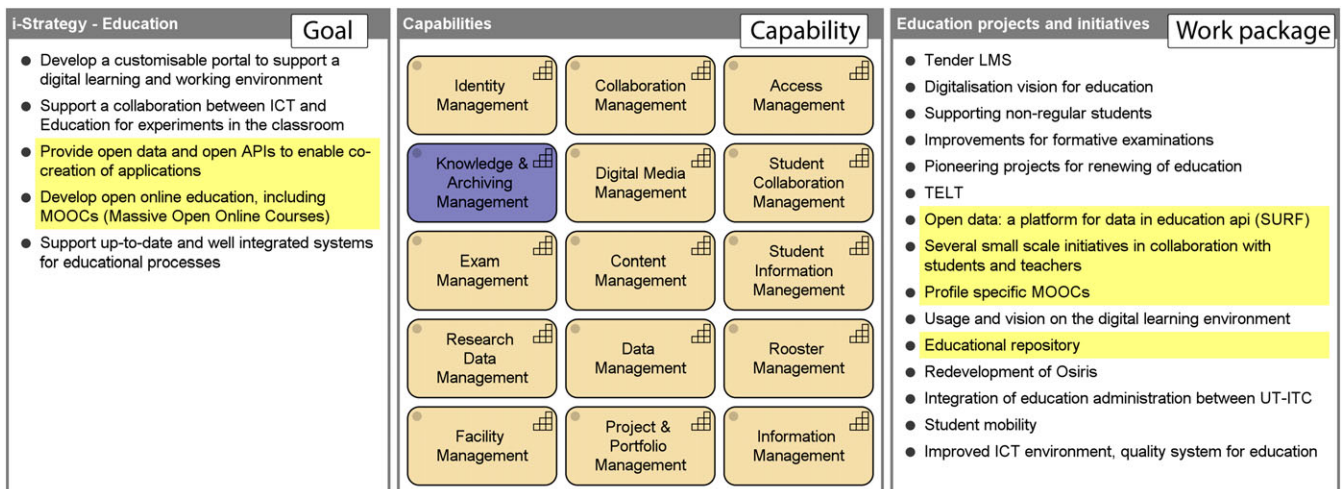 i-Strategy - Education
Goal
Develop a customisable portal to support a
digital learning and working environment
Support a collaboration between ICT and
Education for experiments in the classroom
Provide open data and open APIs to enable co-
creation of applications
Develop open online education, including
MOOCs (Massive Open Online Courses)
Support up-to-date and well integrated systems
for educational processes
Capabilities
Capability
Identity
Management
Collaboration
Management
Access
Management
Knowledge &
Archiving
Management
Digital Media
Management
Student
Collaboration
Management
Exam
Management
Content
Management
Student
Information
Manegement
Research
Data
Management
Data
Management
Rooster
Management
Facility
Management
Project &
Portfolio
Management
Information
Management
Education projects and initiatives
Work package
Tender LMS
Digitalisation vision for education
Supporting non-regular students
Improvements for formative examinations
Pioneering projects for renewing of education
TELT
Open data: a platform for data in education api (SURF)
Several small scale initiatives in collaboration with
students and teachers
Profile specific MOOCs
Usage and vision on the digital learning environment
Educational repository
Redevelopment of Osiris
Integration of education administration between UT-ITC
Student mobility
Improved ICT environment, quality system for education